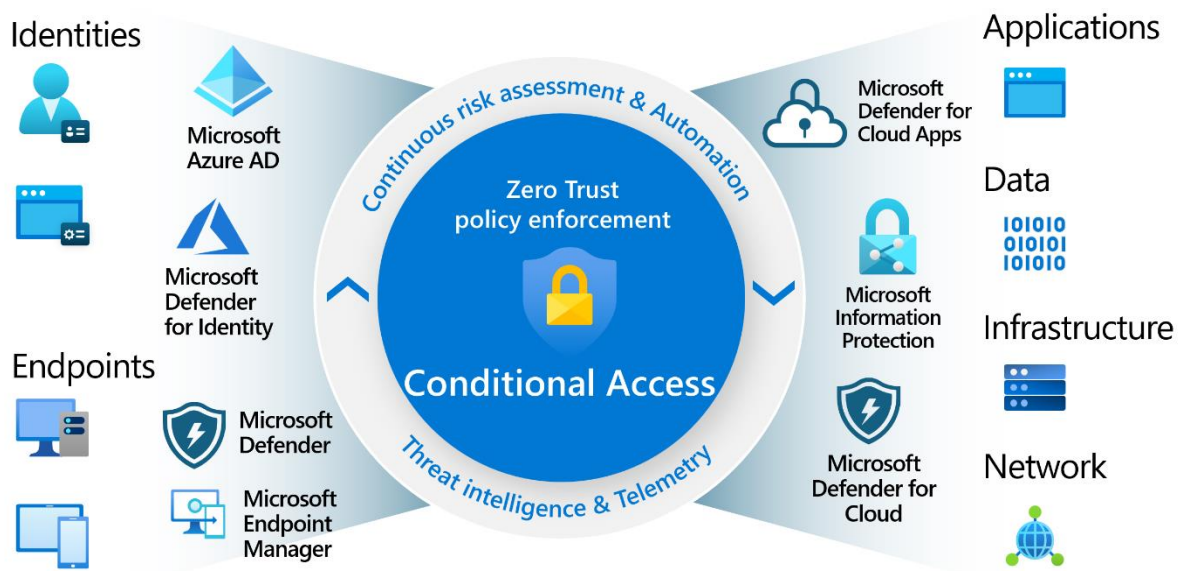 Identities
Microsoft
Azure AD
Microsoft
Defender
for Identity
Endpoints
Microsoft
Defender
Microsoft
Endpoint
Manager
Continuous risk assessment & Automation
Zero Trust
policy enforcement
Conditional Access
Threat intelligence & Telemetry
Microsoft
Defender for
Cloud Apps
Microsoft
Information
Protection
Microsoft
Defender for
Cloud
Applications
Data
101010
010101
101010
Infrastructure
Network